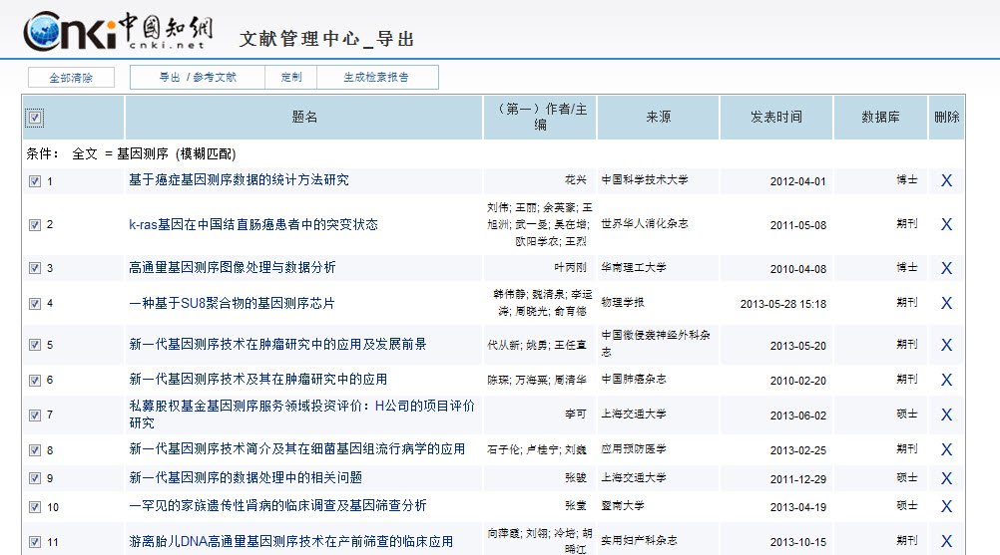 Cnki 中國知網
cnki.net
文献管理中心_导出
全部清除
导出 / 参考文献
定制
生成检索报告
题名
(第一)作者/主编
来源
发表时间
数据库
删除
条件: 全文 = 基因测序 (模糊匹配)
1 基于癌症基因测序数据的统计方法研究 花兴 中国科学技术大学 2012-04-01 博士 X
2 k-ras基因在中国结直肠癌患者中的突变状态 刘伟; 王丽; 余英豪; 王旭洲; 武一曼; 吴在增; 欧阳学农; 王烈 世界华人消化杂志 2011-05-08 期刊 X
3 高通量基因测序图像处理与数据分析 叶丙刚 华南理工大学 2010-04-08 博士 X
4 一种基于SU8聚合物的基因测序芯片 韩伟静; 魏清泉; 李运涛; 周晓光; 俞育德 物理学报 2013-05-28 15:18 期刊 X
5 新一代基因测序技术在肿瘤研究中的应用及发展前景 代从新; 姚勇; 王任直 中国微侵袭神经外科杂志 2013-05-20 期刊 X
6 新一代基因测序技术及其在肿瘤研究中的应用 陈琛; 万海粟; 周清华 中国肺癌杂志 2010-02-20 期刊 X
7 私募股权基金基因测序服务领域投资评价：H公司的项目评价研究 李可 上海交通大学 2013-06-02 硕士 X
8 新一代基因测序技术简介及其在细菌基因组流行病学的应用 石子伦; 卢桂宁; 刘巍 应用预防医学 2013-02-25 期刊 X
9 新一代基因测序的数据处理中的相关问题 张骏 上海交通大学 2011-12-29 硕士 X
10 一罕见的家族遗传性肾病的临床调查及基因筛查分析 张莹 暨南大学 2013-04-19 硕士 X
11 游离胎儿DNA高通量基因测序技术在产前筛查的临床应用 向萍霞; 刘翎; 冷培; 胡晞江 实用妇产科杂志 2013-10-15 期刊 X